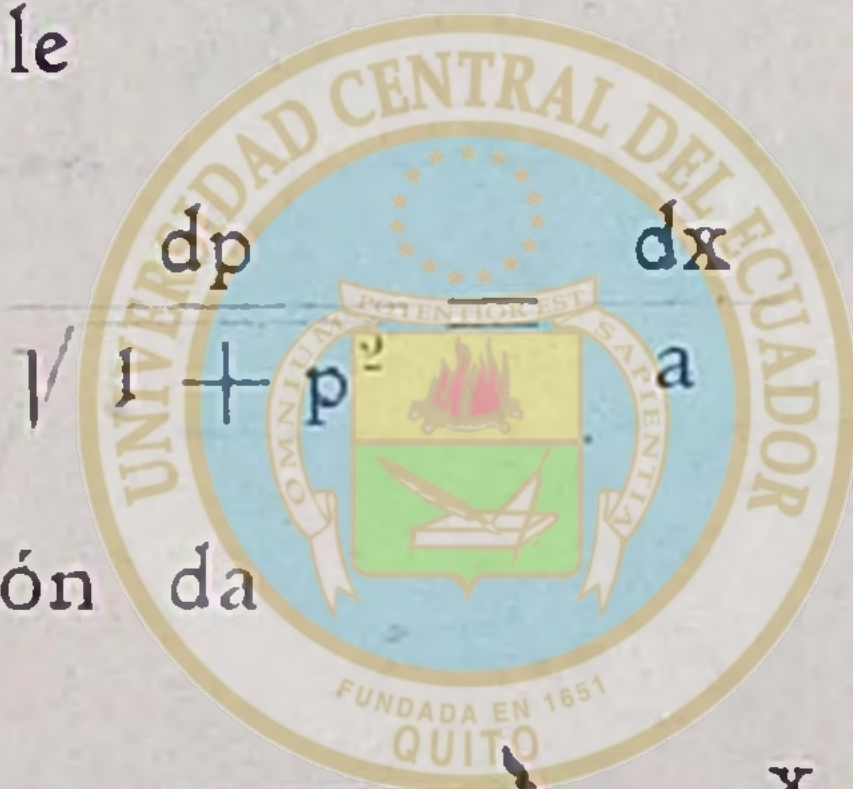 le
dp dx
=
√ 1 + p² a
ón da
x
UNIVERSIDAD CENTRAL DEL ECUADOR
OMNIUM POTENTIOR EST SAPIENTIA
FUNDADA EN 1651
QUITO